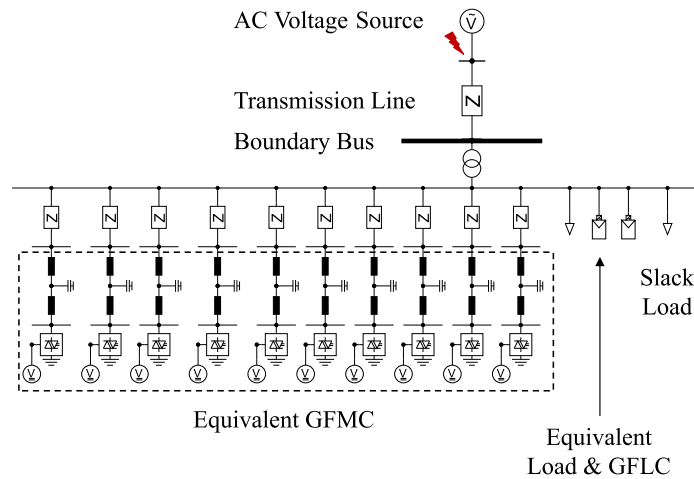 AC Voltage Source
Ṽ
Transmission Line
Z
Boundary Bus
Z Z Z Z Z Z Z Z Z Z
V V V V V V V V V V
Slack
Load
Equivalent GFMC
Equivalent
Load & GFLC